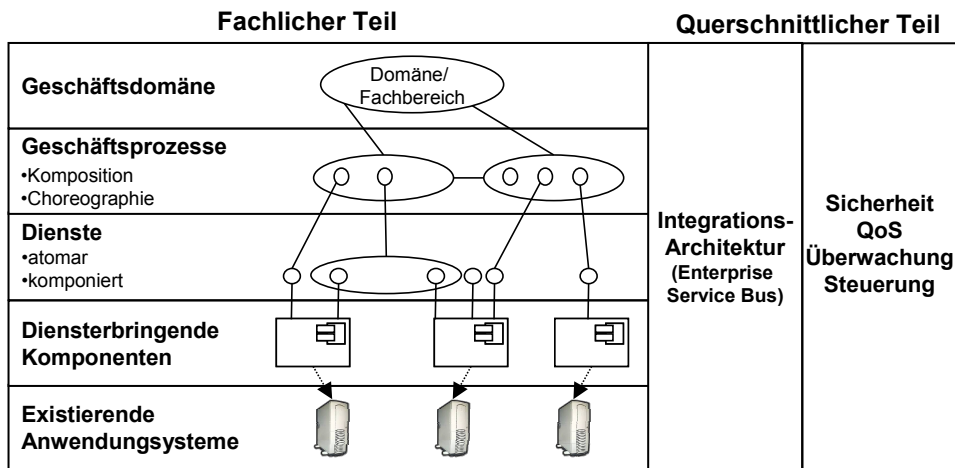 Fachlicher Teil
Querschnittlicher Teil
Geschäftsdomäne
Domäne/
Fachbereich
Geschäftsprozesse
•Komposition
•Choreographie
Dienste
•atomar
•komponiert
Diensterbringende
Komponenten
Existierende
Anwendungsysteme
Integrations-
Architektur
(Enterprise
Service Bus)
Sicherheit
QoS
Überwachung
Steuerung